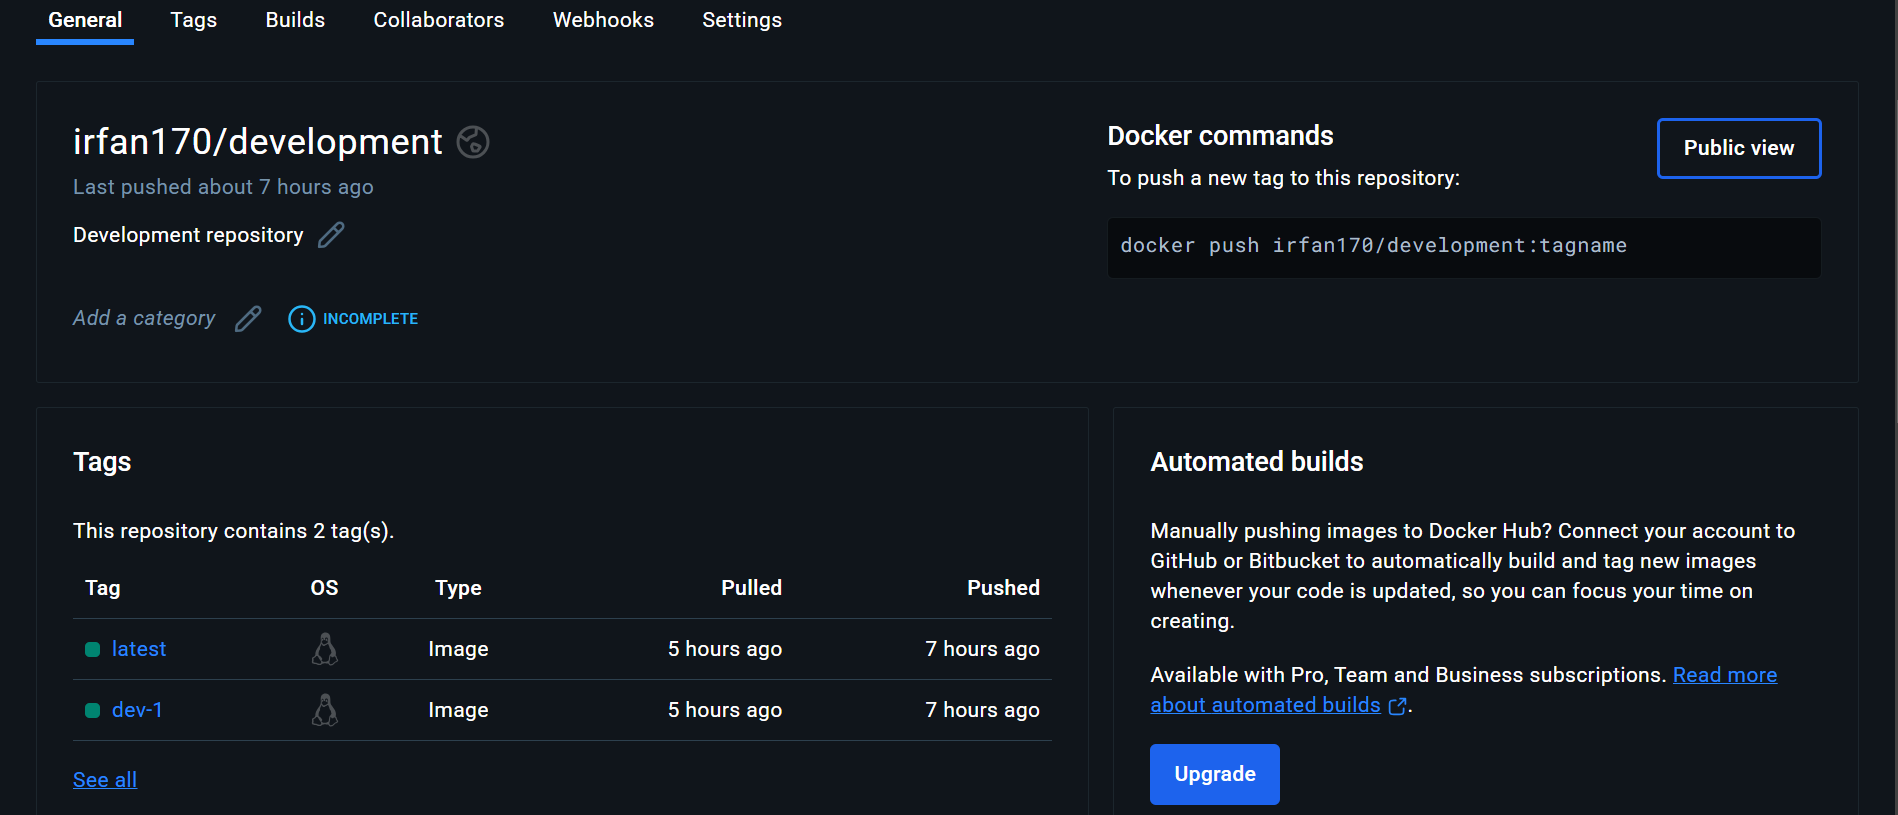 General Tags Builds Collaborators Webhooks Settings
irfan170/development
Last pushed about 7 hours ago
Development repository
Add a category INCOMPLETE
Docker commands
Public view
To push a new tag to this repository:
docker push irfan170/development:tagname
Tags
This repository contains 2 tag(s).
Tag OS Type Pulled Pushed
latest Image 5 hours ago 7 hours ago
dev-1 Image 5 hours ago 7 hours ago
See all
Automated builds
Manually pushing images to Docker Hub? Connect your account to
GitHub or Bitbucket to automatically build and tag new images
whenever your code is updated, so you can focus your time on
creating.
Available with Pro, Team and Business subscriptions. Read more
about automated builds .
Upgrade